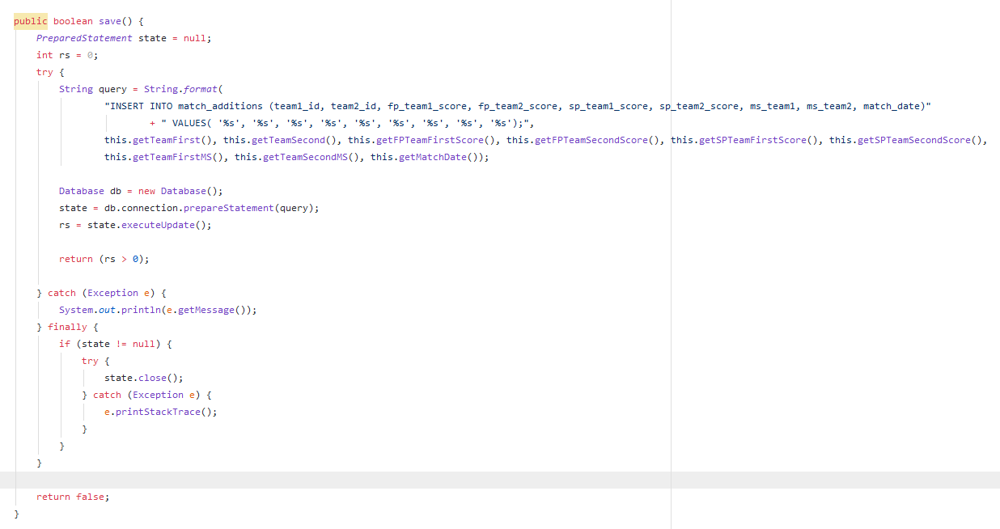 public boolean save() {
PreparedStatement state = null;
int rs = 0;
try {
String query = String.format(
"INSERT INTO match_additions (team1_id, team2_id, fp_team1_score, fp_team2_score, sp_team1_score, sp_team2_score, ms_team1, ms_team2, match_date)"
+ " VALUES( '%s', '%s', '%s', '%s', '%s', '%s', '%s', '%s', '%s');",
this.getTeamFirst(), this.getTeamSecond(), this.getFPTeamFirstScore(), this.getFPTeamSecondScore(), this.getSPTeamFirstScore(), this.getSPTeamSecondScore(),
this.getTeamFirstMS(), this.getTeamSecondMS(), this.getMatchDate());
Database db = new Database();
state = db.connection.prepareStatement(query);
rs = state.executeUpdate();
return (rs > 0);
} catch (Exception e) {
System.out.println(e.getMessage());
} finally {
if (state != null) {
try {
state.close();
} catch (Exception e) {
e.printStackTrace();
}
}
}
return false;
}